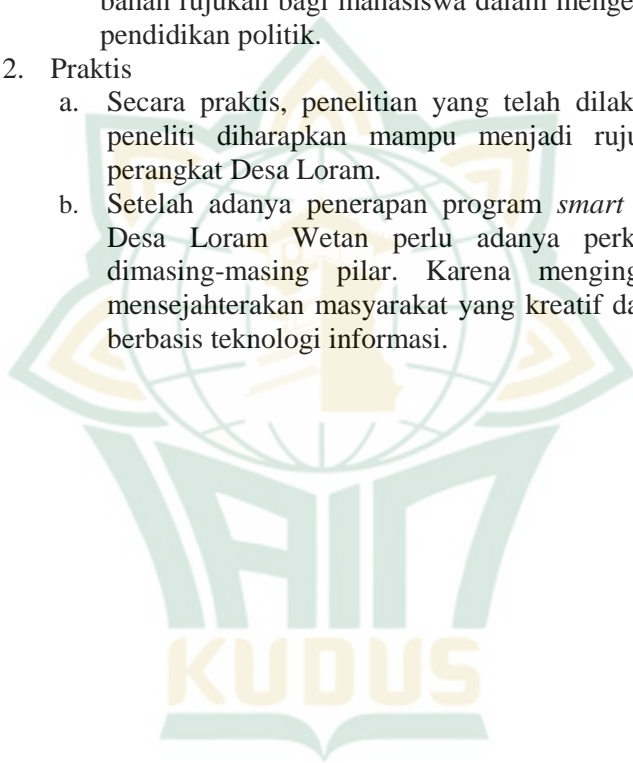 bahan rujukan bagi mahasiswa dalam menge
pendidikan politik.
2. Praktis
a. Secara praktis, penelitian yang telah dilak
peneliti diharapkan mampu menjadi ruju
perangkat Desa Loram.
b. Setelah adanya penerapan program smart
Desa Loram Wetan perlu adanya perk
dimasing-masing pilar. Karena menging
mensejahterakan masyarakat yang kreatif da
berbasis teknologi informasi.
IAIN
KUDUS